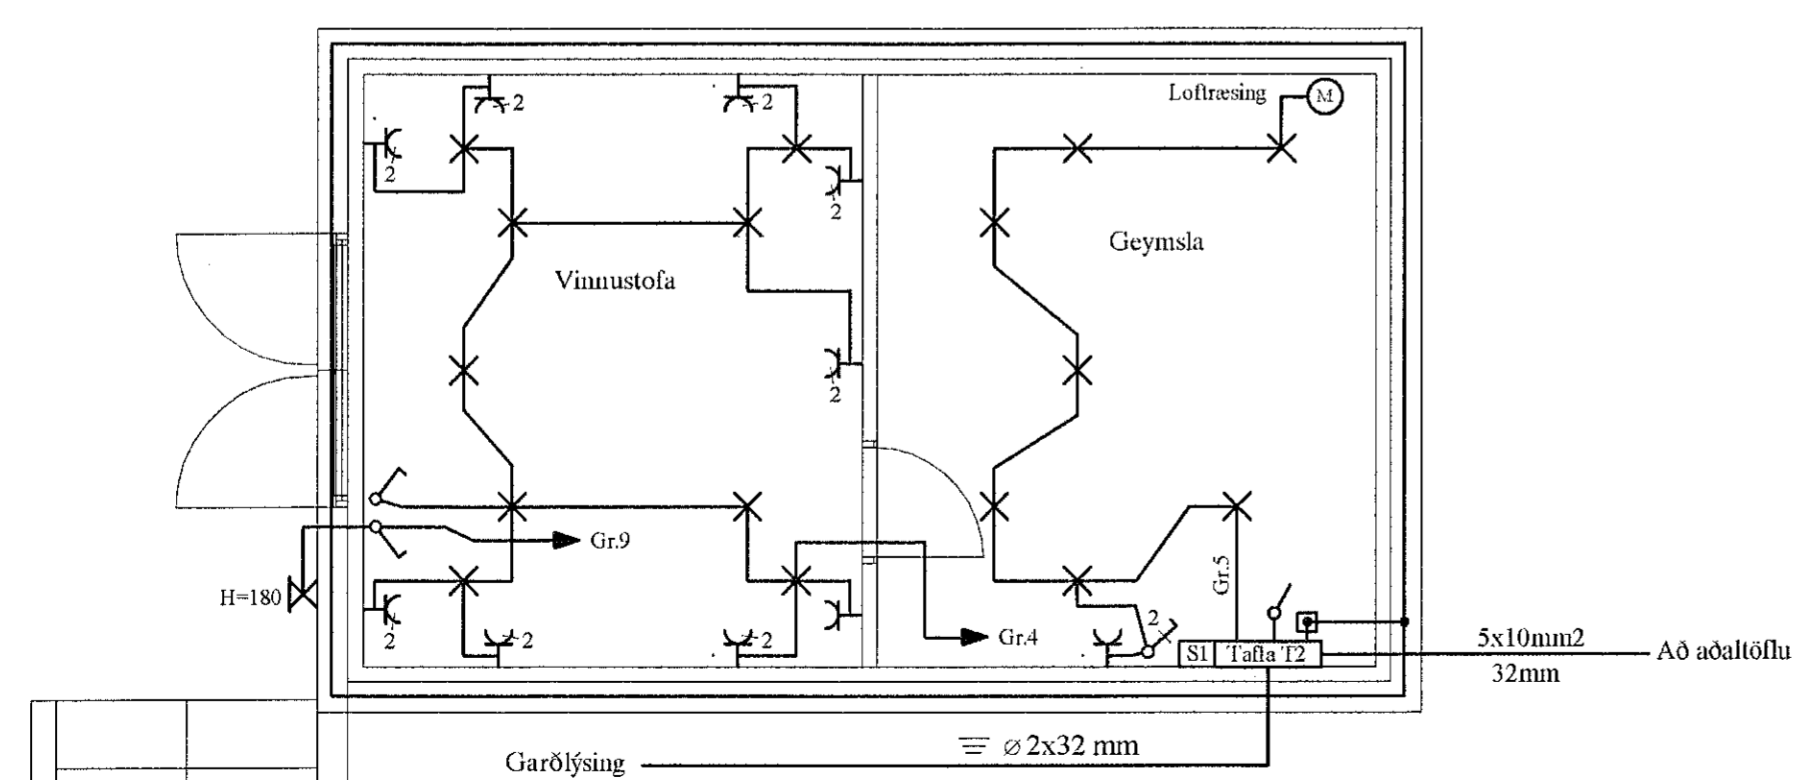 Loftræsing
M
2
2
2
2
Geymsla
Vinnustofa
2
Gr.9
Gr.5
H=180
2
2
2
Gr.4
2
S1
Tafla T2
5x10mm2
32mm
Að aðaltöflu
Ø 2x32 mm
Garðlýsing